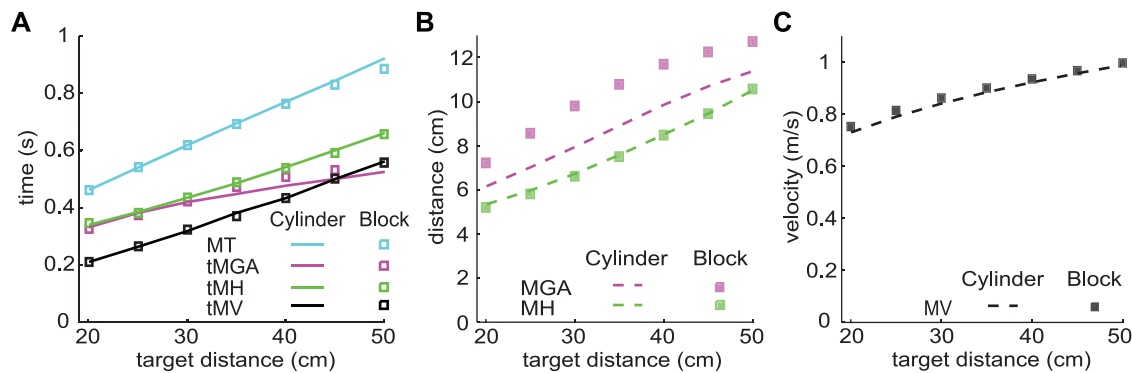 A
time (s)
1
0.8
0.6
0.4
0.2
0
20 30 40 50
target distance (cm)
Cylinder Block
MT
tMGA
tMH
tMV
B
distance (cm)
12
10
8
6
4
2
0
20 30 40 50
target distance (cm)
Cylinder Block
MGA
MH
C
velocity (m/s)
1
0.8
0.6
0.4
0.2
0
20 30 40 50
target distance (cm)
Cylinder Block
MV